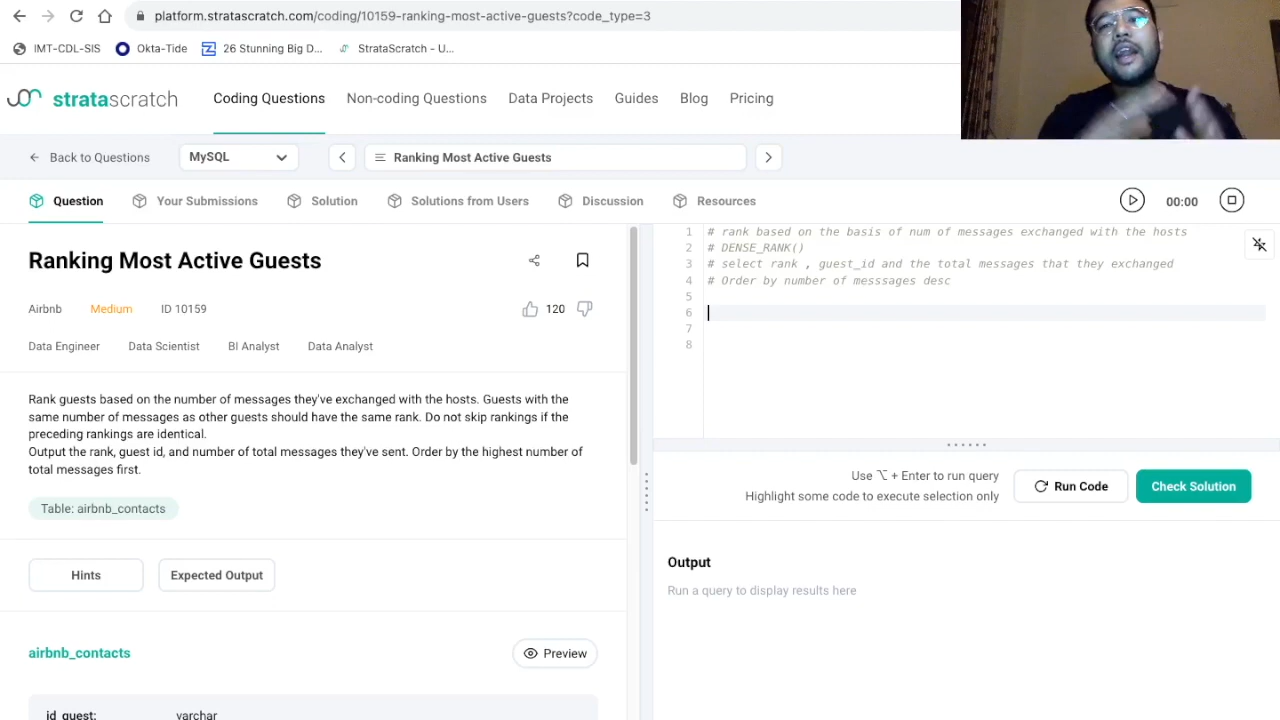 platform.stratascratch.com/coding/10159-ranking-most-active-guests?code_type=3
IMT-CDL-SIS Okta-Tide 26 Stunning Big D... StrataScratch - U...
stratascratch Coding Questions Non-coding Questions Data Projects Guides Blog Pricing
Back to Questions MySQL Ranking Most Active Guests
Question Your Submissions Solution Solutions from Users Discussion Resources 00:00
Ranking Most Active Guests
Airbnb Medium ID 10159 120
Data Engineer Data Scientist BI Analyst Data Analyst
Rank guests based on the number of messages they've exchanged with the hosts. Guests with the
same number of messages as other guests should have the same rank. Do not skip rankings if the
preceding rankings are identical.
Output the rank, guest id, and number of total messages they've sent. Order by the highest number of
total messages first.
Table: airbnb_contacts
Hints Expected Output
airbnb_contacts Preview
id_guest: varchar
1 # rank based on the basis of num of messages exchanged with the hosts
2 # DENSE_RANK()
3 # select rank , guest_id and the total messages that they exchanged
4 # Order by number of messsages desc
5
6
7
8
Use ⌥ + Enter to run query
Highlight some code to execute selection only
Run Code Check Solution
Output
Run a query to display results here